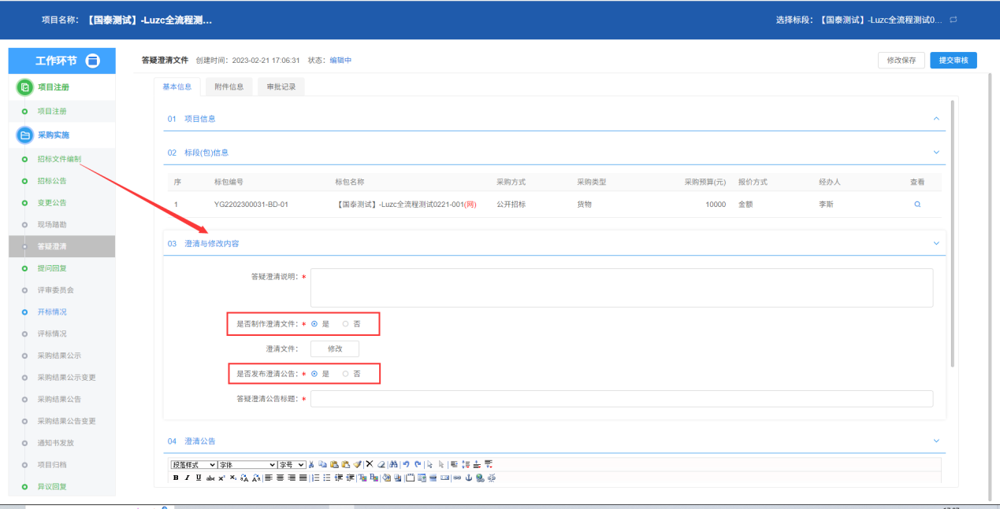 项目名称： 【国泰测试】-Luzc全流程测…
选择标段： 【国泰测试】-Luzc全流程测试0…
工作环节
项目注册
项目注册
采购实施
招标文件编制
招标公告
变更公告
现场踏勘
答疑澄清
提问回复
评审委员会
开标情况
评标情况
采购结果公示
采购结果公示变更
采购结果公告
采购结果公告变更
通知书发放
项目归档
异议回复
答疑澄清文件 创建时间：2023-02-21 17:06:31 状态：编辑中
修改保存 提交审核
基本信息 附件信息 审批记录
01 项目信息
02 标段(包)信息
序 标包编号 标包名称 采购方式 采购类型 采购预算(元) 报价方式 经办人 查看
1 YG2202300031-BD-01 【国泰测试】-Luzc全流程测试0221-001(网) 公开招标 货物 10000 金额 李斯
03 澄清与修改内容
答疑澄清说明：*
是否制作澄清文件：* 是 否
澄清文件： 修改
是否发布澄清公告：* 是 否
答疑澄清公告标题：*
04 澄清公告
段落样式 字体 字号